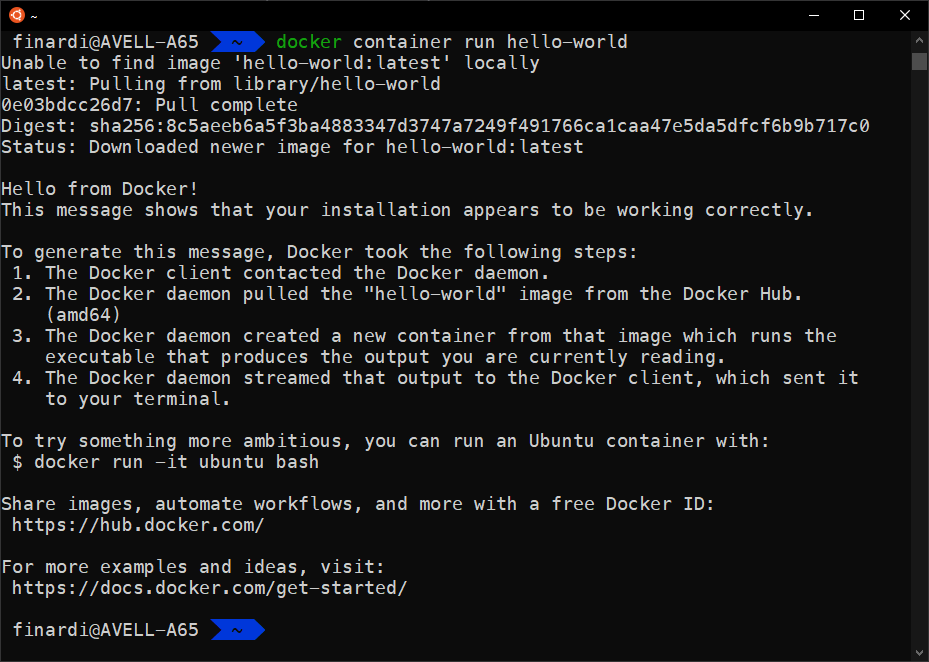 ~
finardi@AVELL-A65 ~ docker container run hello-world
Unable to find image 'hello-world:latest' locally
latest: Pulling from library/hello-world
0e03bdcc26d7: Pull complete
Digest: sha256:8c5aeeb6a5f3ba4883347d3747a7249f491766ca1caa47e5da5dfcf6b9b717c0
Status: Downloaded newer image for hello-world:latest
Hello from Docker!
This message shows that your installation appears to be working correctly.
To generate this message, Docker took the following steps:
1. The Docker client contacted the Docker daemon.
2. The Docker daemon pulled the "hello-world" image from the Docker Hub.
(amd64)
3. The Docker daemon created a new container from that image which runs the
executable that produces the output you are currently reading.
4. The Docker daemon streamed that output to the Docker client, which sent it
to your terminal.
To try something more ambitious, you can run an Ubuntu container with:
$ docker run -it ubuntu bash
Share images, automate workflows, and more with a free Docker ID:
https://hub.docker.com/
For more examples and ideas, visit:
https://docs.docker.com/get-started/
finardi@AVELL-A65 ~